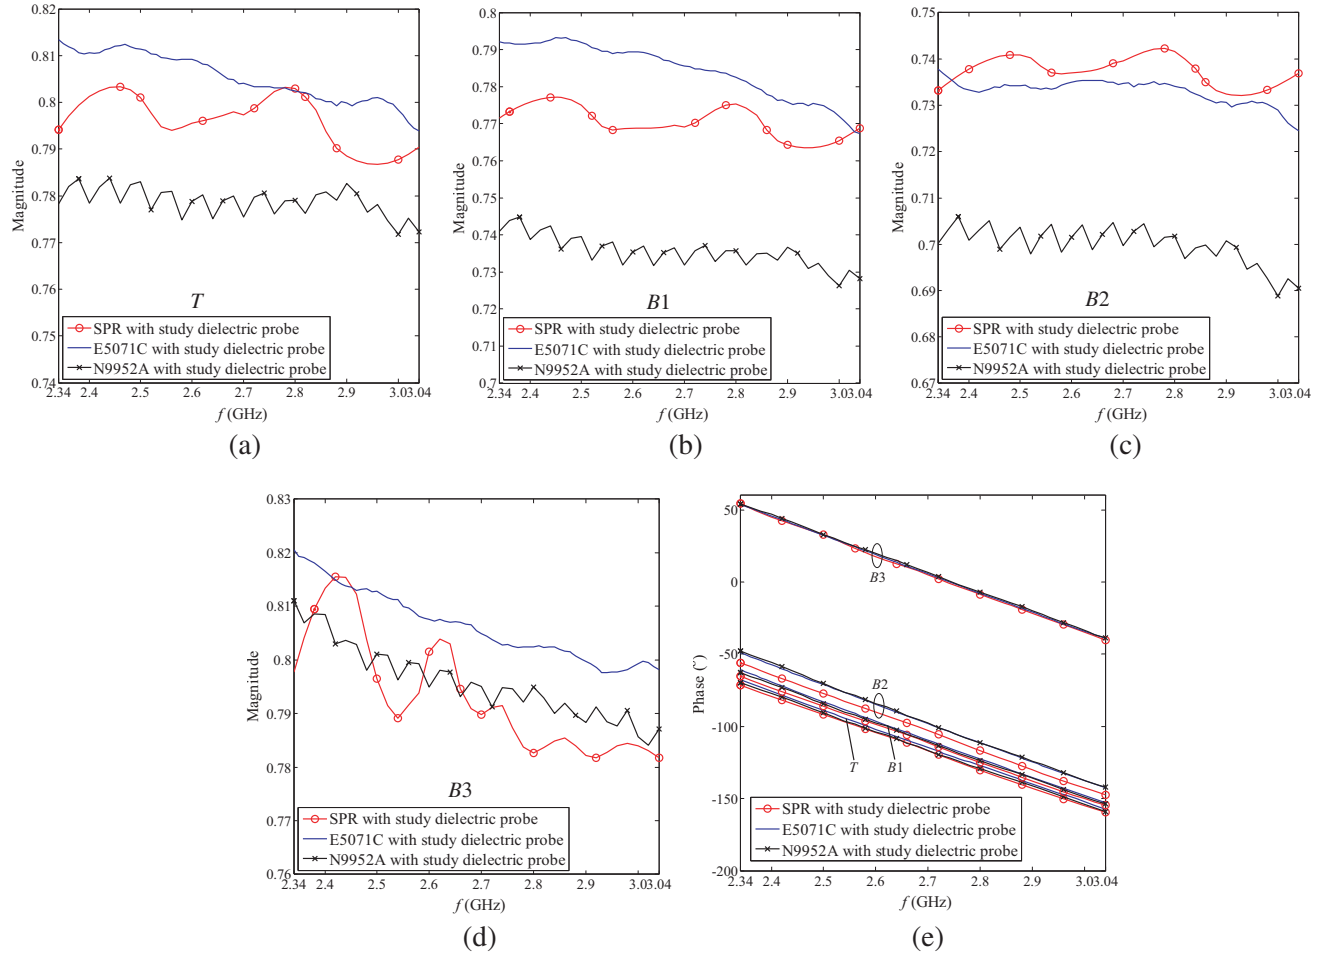 0.82
0.81
0.8
0.79
0.78
0.77
0.76
0.75
0.74
Magnitude
T
SPR with study dielectric probe
E5071C with study dielectric probe
N9952A with study dielectric probe
2.34 2.4 2.5 2.6 2.7 2.8 2.9 3.03.04
f (GHz)
(a)
0.8
0.79
0.78
0.77
0.76
0.75
0.74
0.73
0.72
0.71
0.7
Magnitude
B1
SPR with study dielectric probe
E5071C with study dielectric probe
N9952A with study dielectric probe
2.34 2.4 2.5 2.6 2.7 2.8 2.9 3.03.04
f (GHz)
(b)
0.75
0.74
0.73
0.72
0.71
0.7
0.69
0.68
0.67
Magnitude
B2
SPR with study dielectric probe
E5071C with study dielectric probe
N9952A with study dielectric probe
2.34 2.4 2.5 2.6 2.7 2.8 2.9 3.03.04
f (GHz)
(c)
0.83
0.82
0.81
0.8
0.79
0.78
0.77
0.76
Magnitude
B3
SPR with study dielectric probe
E5071C with study dielectric probe
N9952A with study dielectric probe
2.34 2.4 2.5 2.6 2.7 2.8 2.9 3.03.04
f (GHz)
(d)
50
0
-50
-100
-150
-200
Phase (°)
B3
B2
T
B1
SPR with study dielectric probe
E5071C with study dielectric probe
N9952A with study dielectric probe
2.34 2.4 2.5 2.6 2.7 2.8 2.9 3.03.04
f (GHz)
(e)